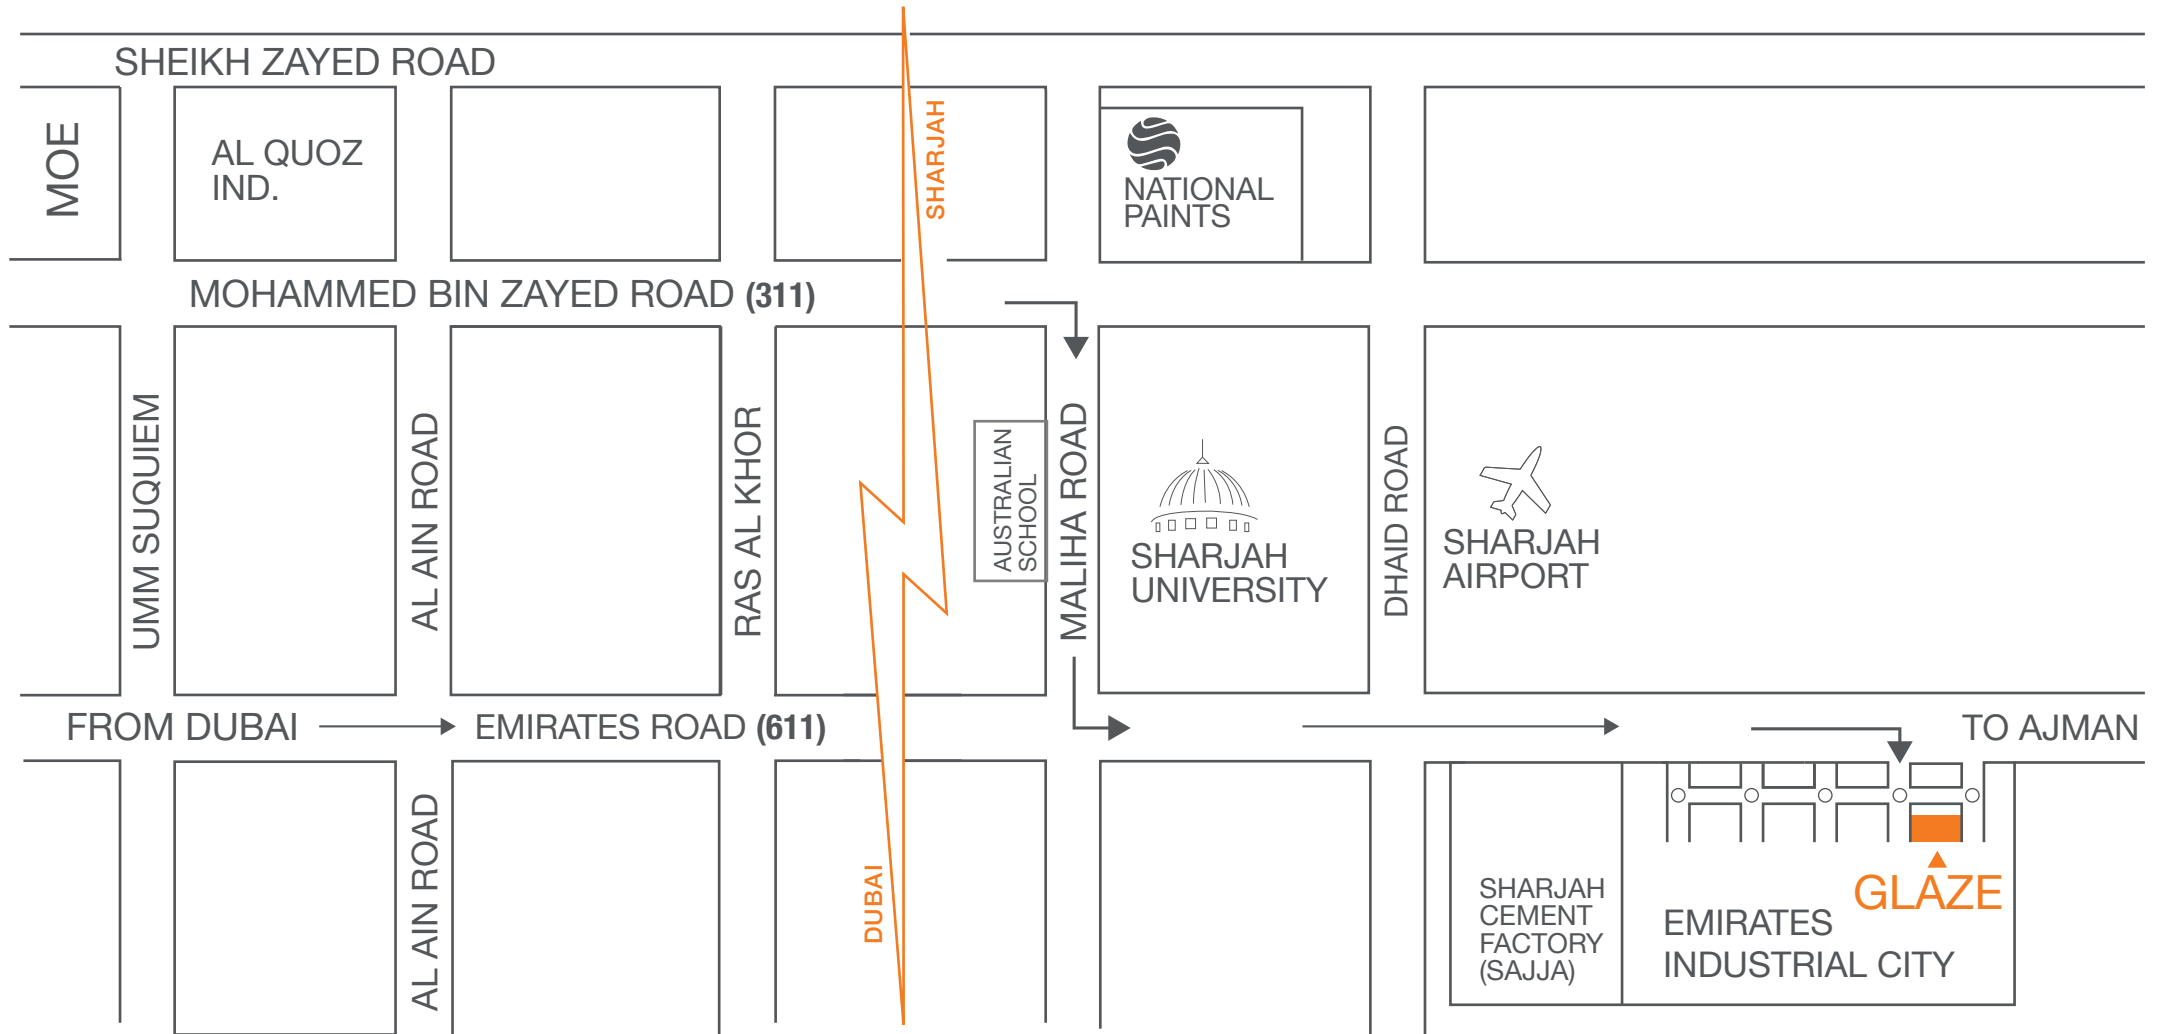 SHEIKH ZAYED ROAD
MOE
AL QUOZ
IND.
SHARJAH
NATIONAL
PAINTS
MOHAMMED BIN ZAYED ROAD (311)
UMM SUQUIEM
AL AIN ROAD
RAS AL KHOR
AUSTRALIAN
SCHOOL
MALIHA ROAD
SHARJAH
UNIVERSITY
DHAID ROAD
SHARJAH
AIRPORT
FROM DUBAI
EMIRATES ROAD (611)
TO AJMAN
AL AIN ROAD
DUBAI
SHARJAH
CEMENT
FACTORY
(SAJJA)
GLAZE
EMIRATES
INDUSTRIAL CITY